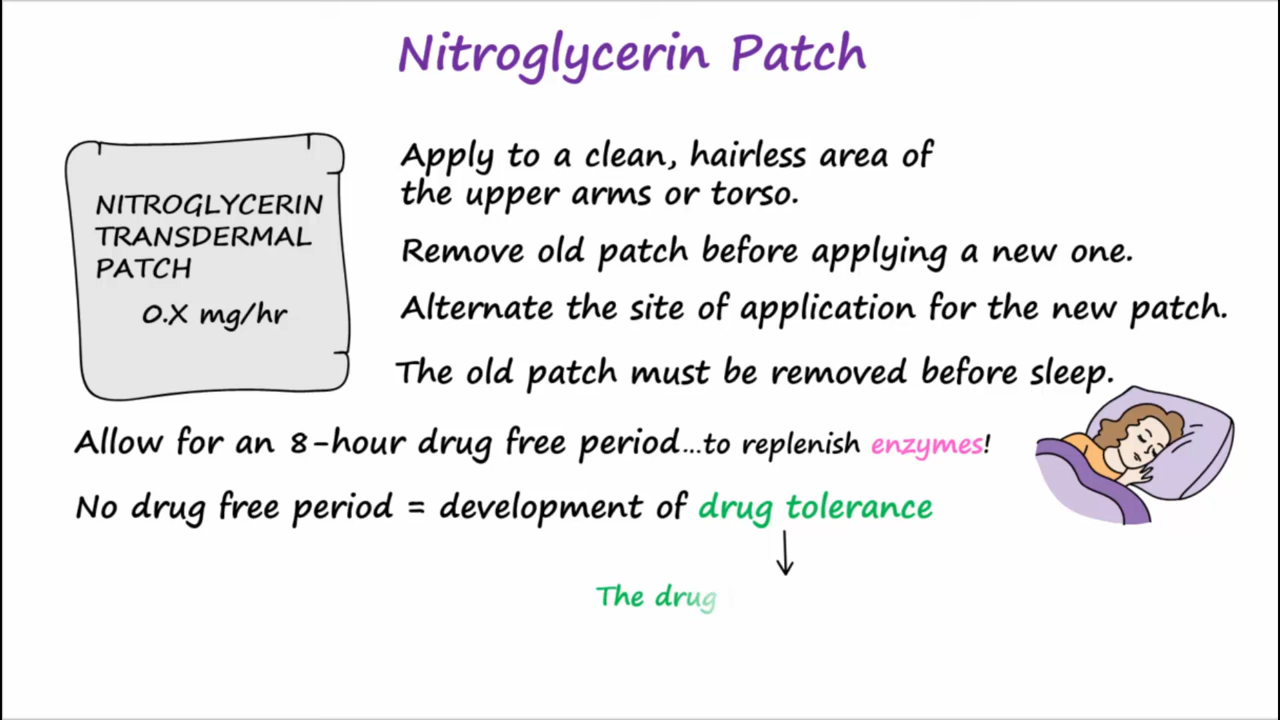 Nitroglycerin Patch
NITROGLYCERIN
TRANSDERMAL
PATCH
0.X mg/hr
Apply to a clean, hairless area of
the upper arms or torso.
Remove old patch before applying a new one.
Alternate the site of application for the new patch.
The old patch must be removed before sleep.
Allow for an 8-hour drug free period...to replenish enzymes!
No drug free period = development of drug tolerance
The drug